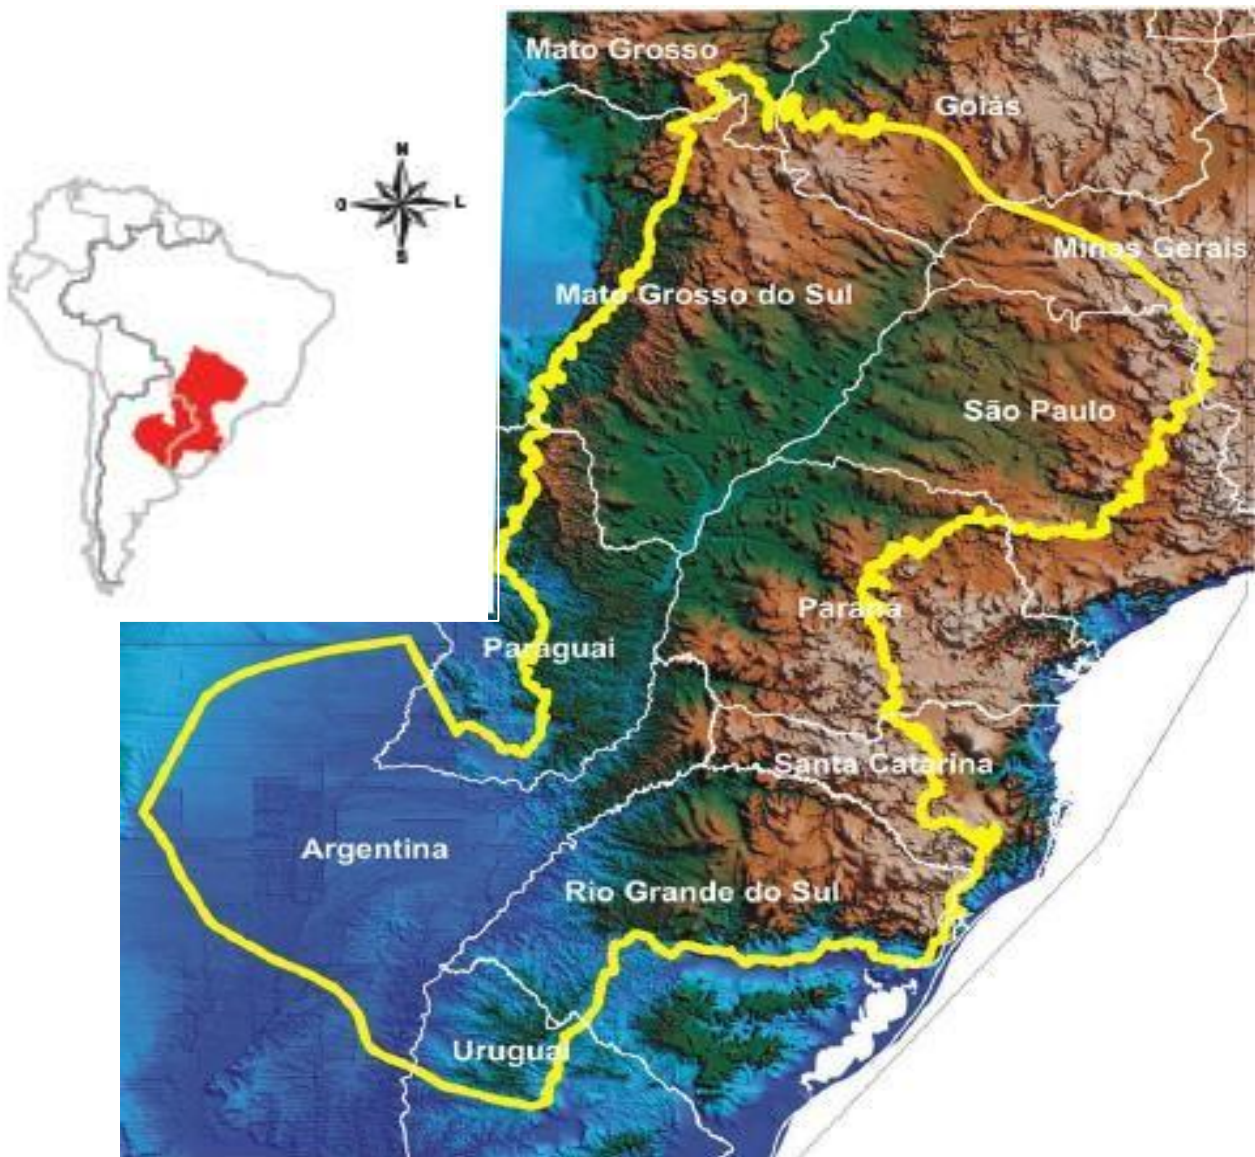 Mato Grosso
Goiás
N
O
L
S
Minas Gerais
Mato Grosso do Sul
São Paulo
Paraná
Paraguai
Santa Catarina
Argentina
Rio Grande do Sul
Uruguai